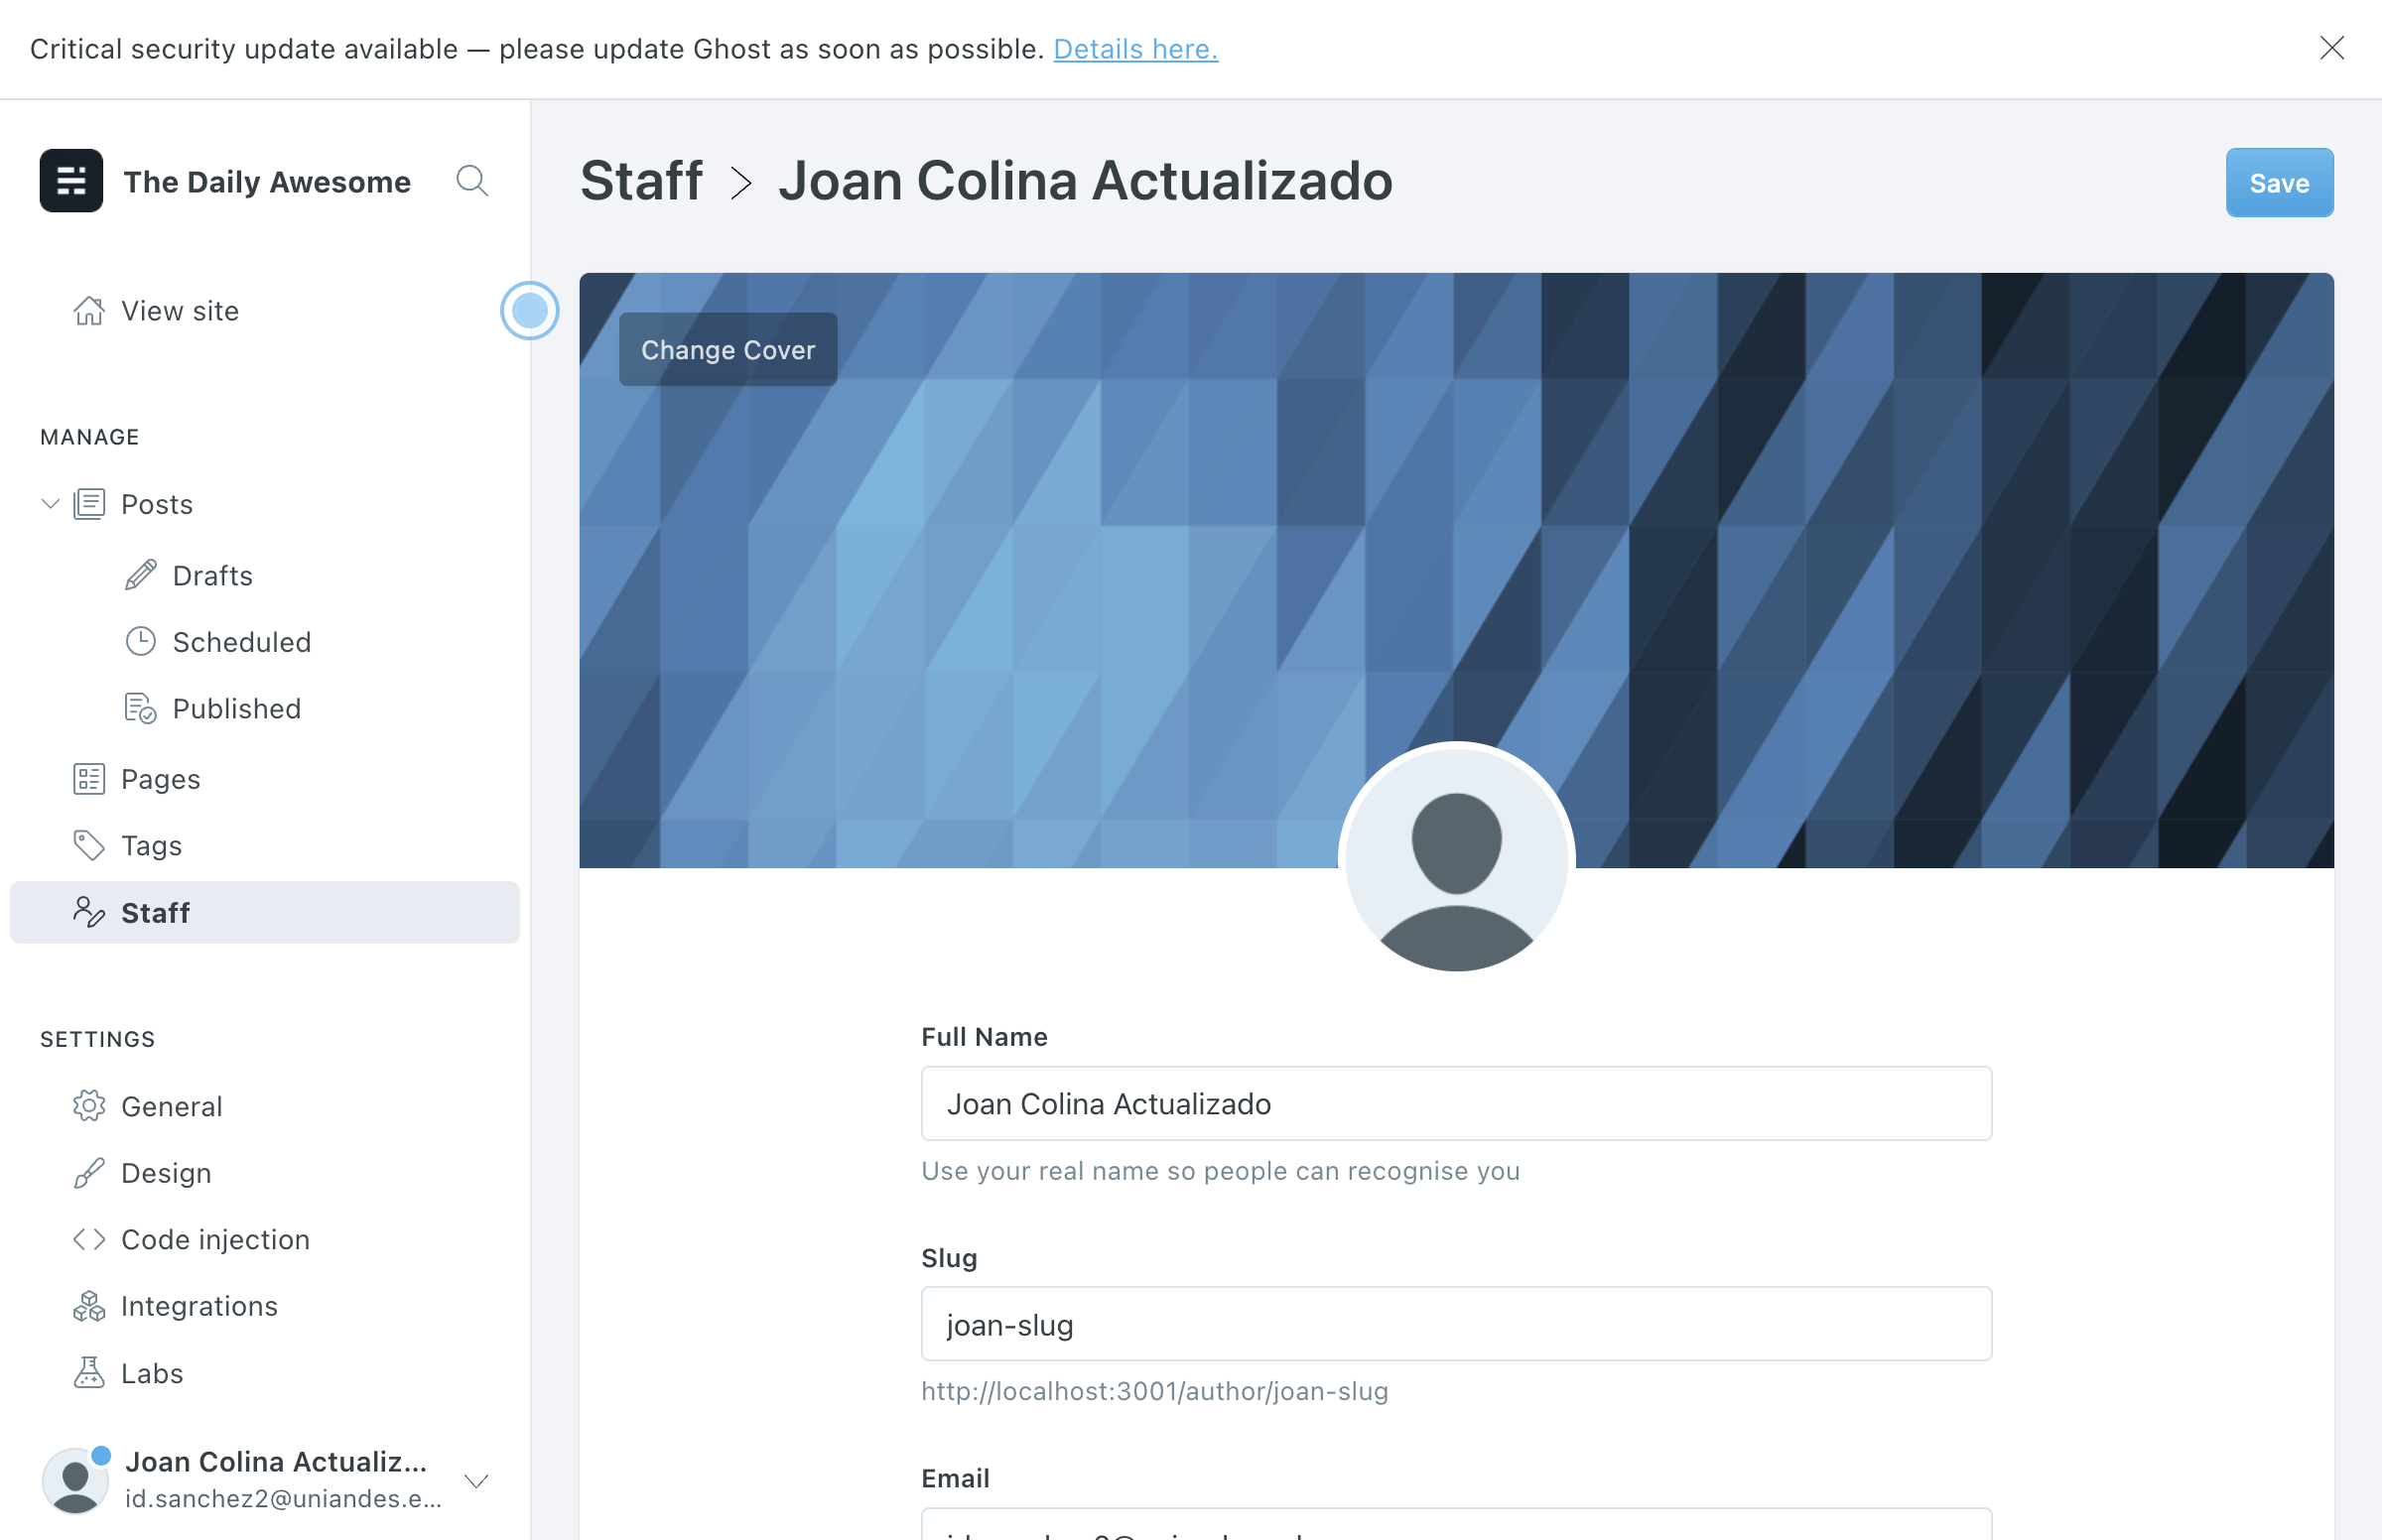 Critical security update available — please update Ghost as soon as possible. Details here.
The Daily Awesome
Staff > Joan Colina Actualizado
Save
View site
Change Cover
MANAGE
Posts
Drafts
Scheduled
Published
Pages
Tags
Staff
SETTINGS
General
Design
Code injection
Integrations
Labs
Joan Colina Actualiz...
id.sanchez2@uniandes.e...
Full Name
Joan Colina Actualizado
Use your real name so people can recognise you
Slug
joan-slug
http://localhost:3001/author/joan-slug
Email